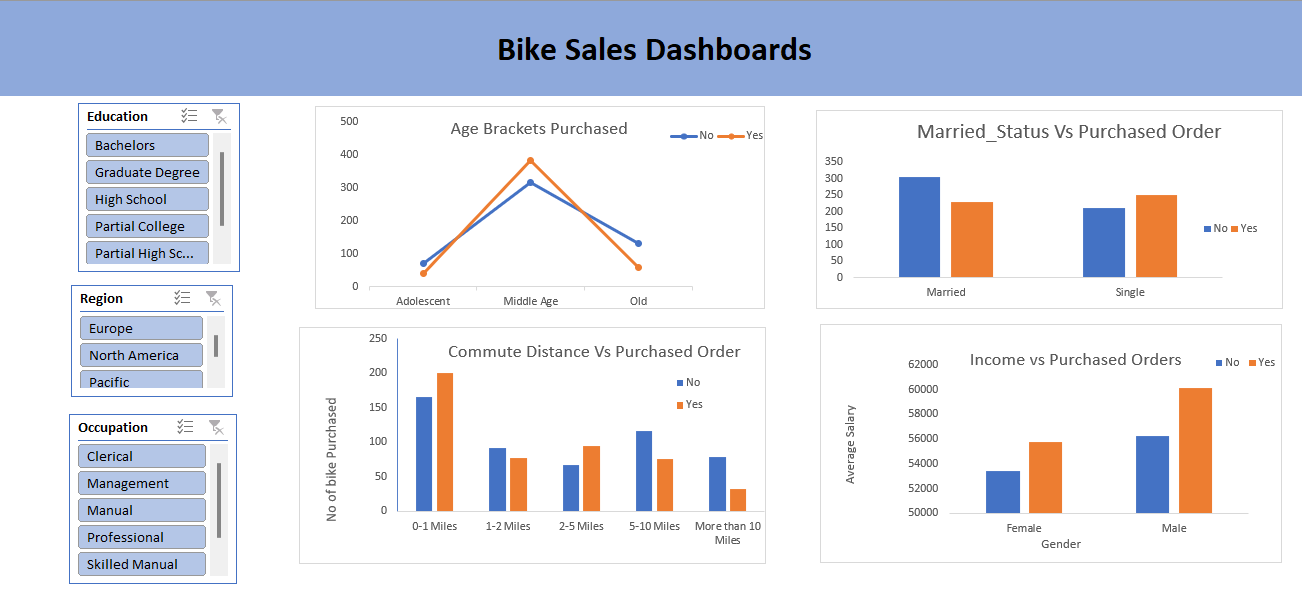 Bike Sales Dashboards
Education
Bachelors
Graduate Degree
High School
Partial College
Partial High Sc...
Region
Europe
North America
Pacific
Occupation
Clerical
Management
Manual
Professional
Skilled Manual
Age Brackets Purchased
No Yes
500
400
300
200
100
0
Adolescent Middle Age Old
Married_Status Vs Purchased Order
350
300
250
200
150
100
50
0
No Yes
Married Single
Commute Distance Vs Purchased Order
No
Yes
No of bike Purchased
250
200
150
100
50
0
0-1 Miles 1-2 Miles 2-5 Miles 5-10 Miles More than 10
Miles
Income vs Purchased Orders
No Yes
Average Salary
62000
60000
58000
56000
54000
52000
50000
Female Male
Gender